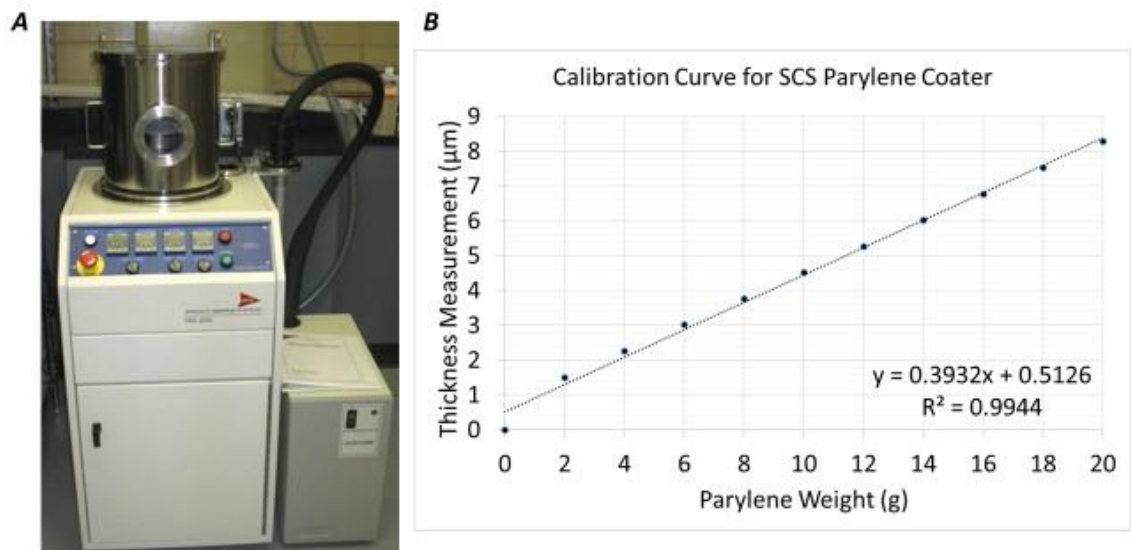 A
B
Calibration Curve for SCS Parylene Coater
Thickness Measurement (µm)
9
8
7
6
5
4
3
2
1
0
y = 0.3932x + 0.5126
R² = 0.9944
0 2 4 6 8 10 12 14 16 18 20
Parylene Weight (g)